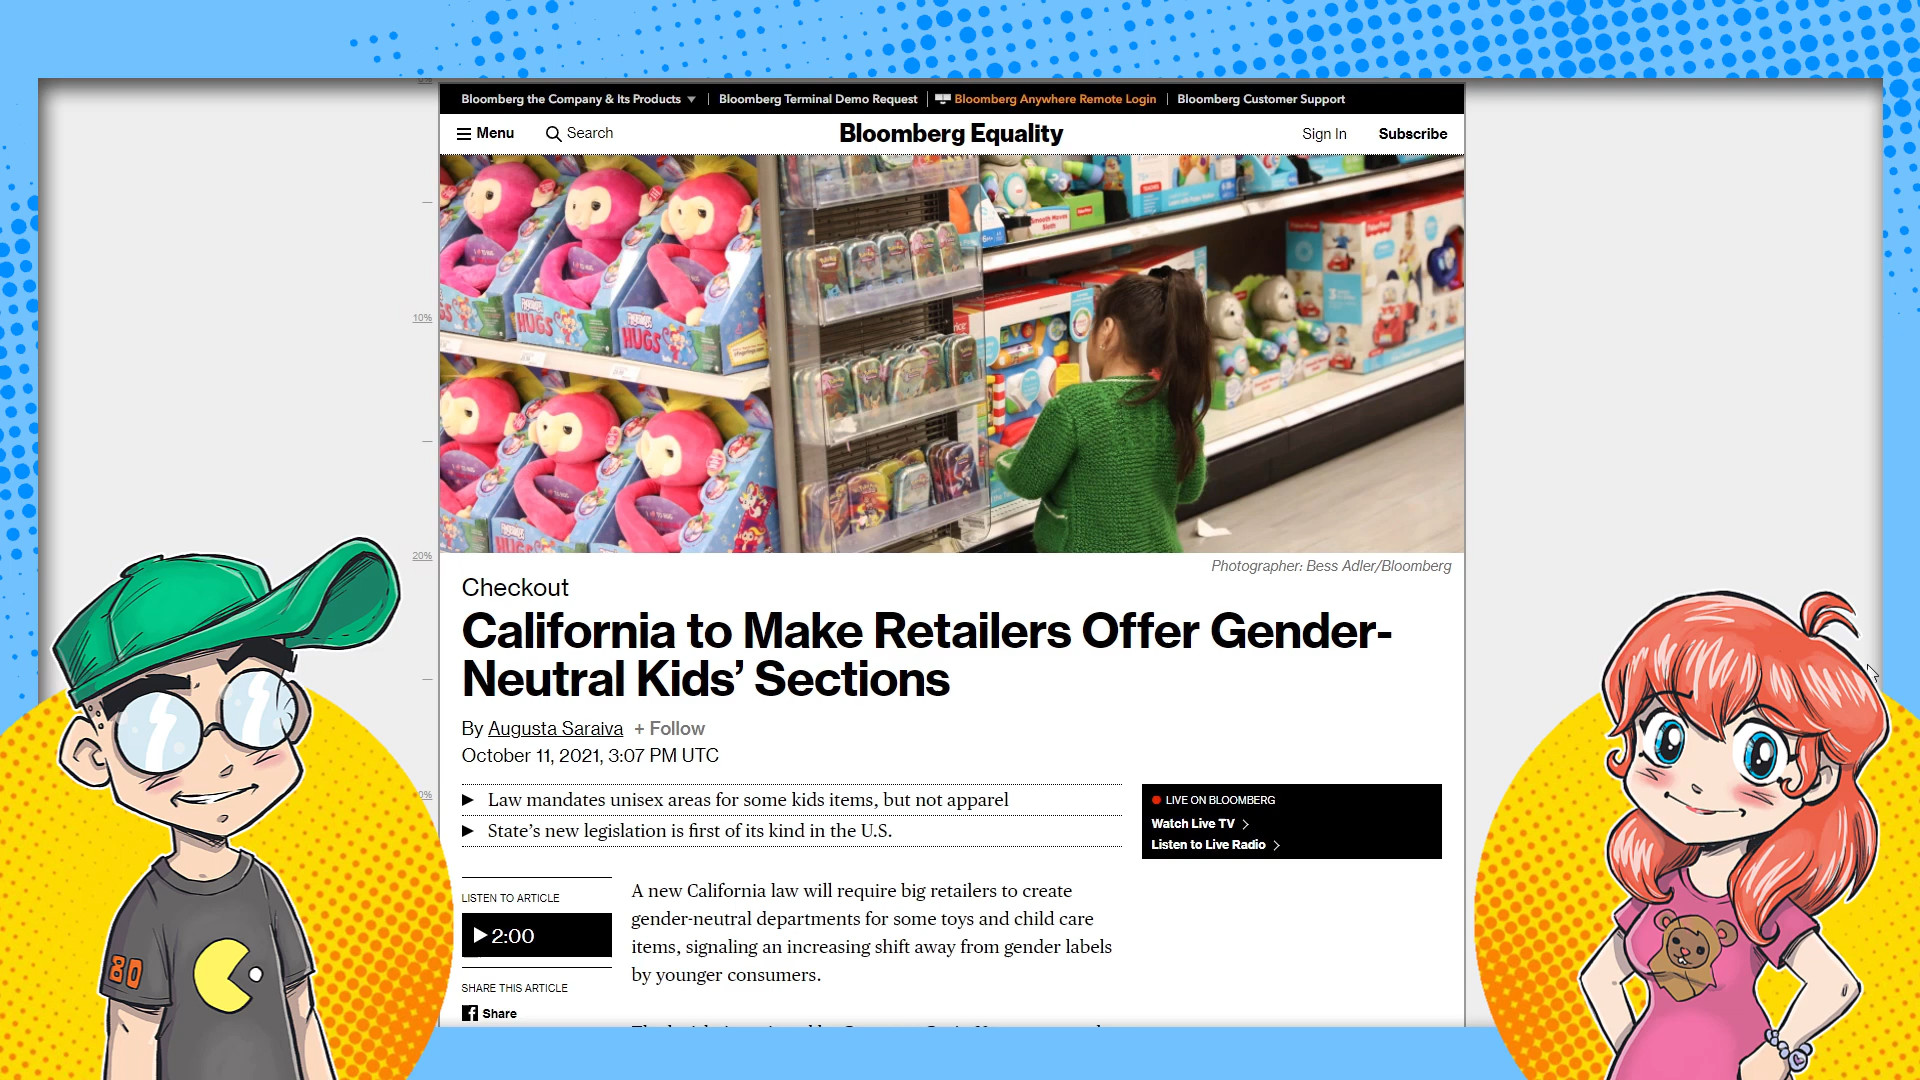 Bloomberg the Company & Its Products ▼ | Bloomberg Terminal Demo Request | Bloomberg Anywhere Remote Login | Bloomberg Customer Support
Menu Search Bloomberg Equality Sign In Subscribe
HUGS
HUGS
HUGS
Smooth Moves
Sloth
10%
20%
Photographer: Bess Adler/Bloomberg
Checkout
California to Make Retailers Offer Gender-
Neutral Kids' Sections
By Augusta Saraiva + Follow
October 11, 2021, 3:07 PM UTC
► Law mandates unisex areas for some kids items, but not apparel
► State's new legislation is first of its kind in the U.S.
LIVE ON BLOOMBERG
Watch Live TV
Listen to Live Radio
LISTEN TO ARTICLE
2:00
SHARE THIS ARTICLE
Share
A new California law will require big retailers to create
gender-neutral departments for some toys and child care
items, signaling an increasing shift away from gender labels
by younger consumers.
80